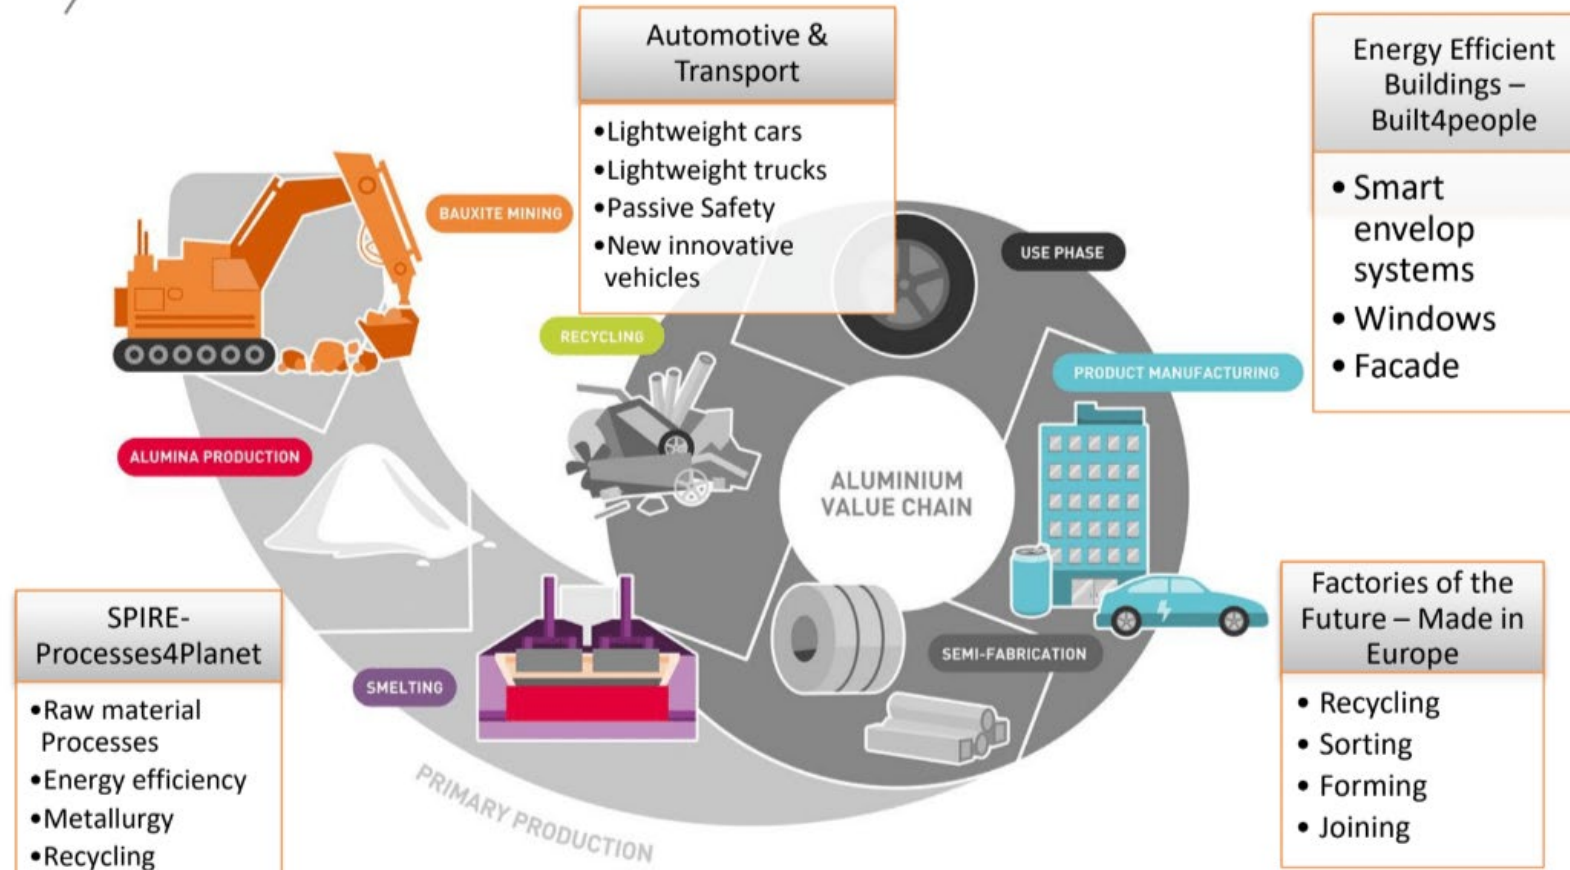 Automotive &
Transport
•Lightweight cars
•Lightweight trucks
•Passive Safety
•New innovative
vehicles
Energy Efficient
Buildings –
Built4people
• Smart
envelop
systems
• Windows
• Facade
BAUXITE MINING
USE PHASE
RECYCLING
PRODUCT MANUFACTURING
ALUMINA PRODUCTION
ALUMINIUM
VALUE CHAIN
SMELTING
SEMI-FABRICATION
PRIMARY PRODUCTION
SPIRE-
Processes4Planet
•Raw material
Processes
•Energy efficiency
•Metallurgy
•Recycling
Factories of the
Future – Made in
Europe
• Recycling
• Sorting
• Forming
• Joining